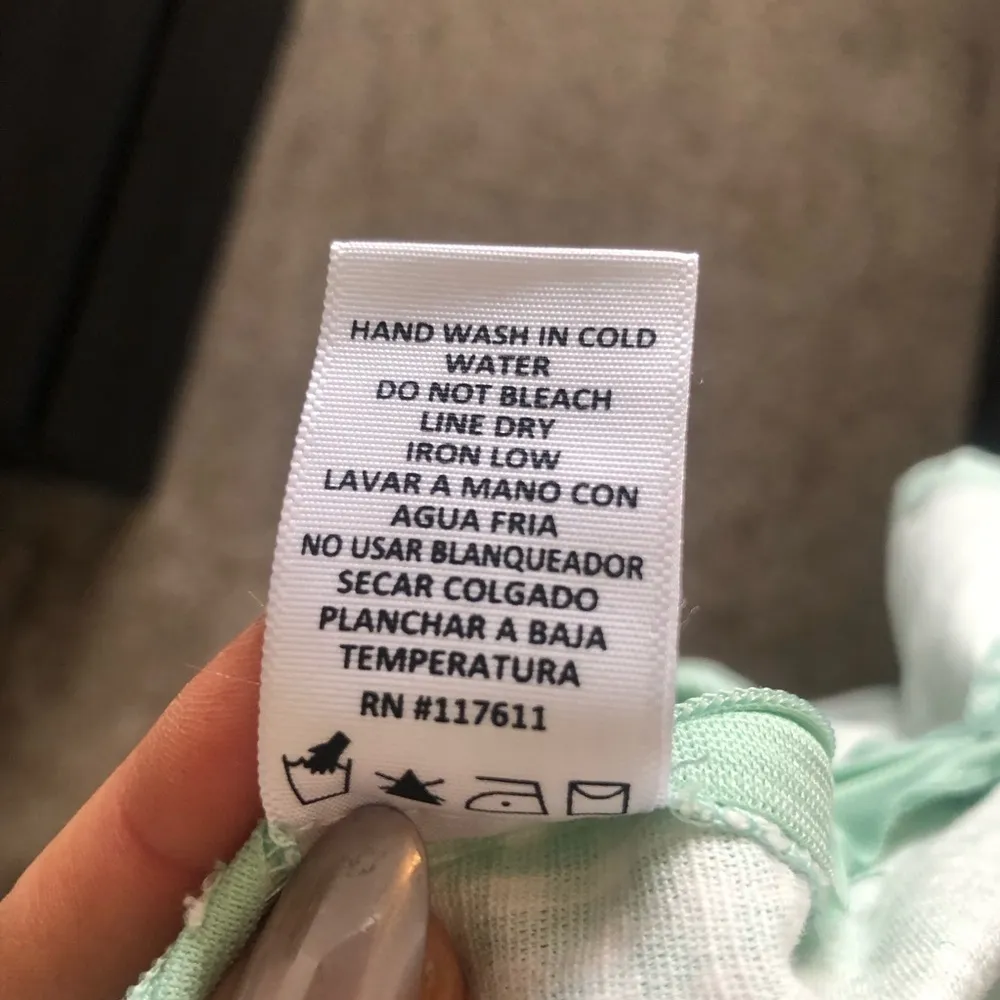 HAND WASH IN COLD
WATER
DO NOT BLEACH
LINE DRY
IRON LOW
LAVAR A MANO CON
AGUA FRIA
NO USAR BLANQUEADOR
SECAR COLGADO
PLANCHAR A BAJA
TEMPERATURA
RN #117611